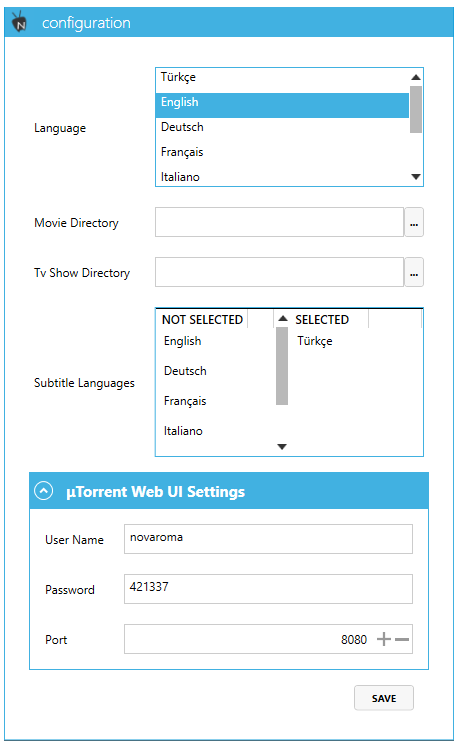 N
configuration
Language
Türkçe
English
Deutsch
Français
Italiano
Movie Directory
...
Tv Show Directory
...
Subtitle Languages
NOT SELECTED SELECTED
English Türkçe
Deutsch
Français
Italiano
µTorrent Web UI Settings
User Name novaroma
Password 421337
Port 8080
SAVE